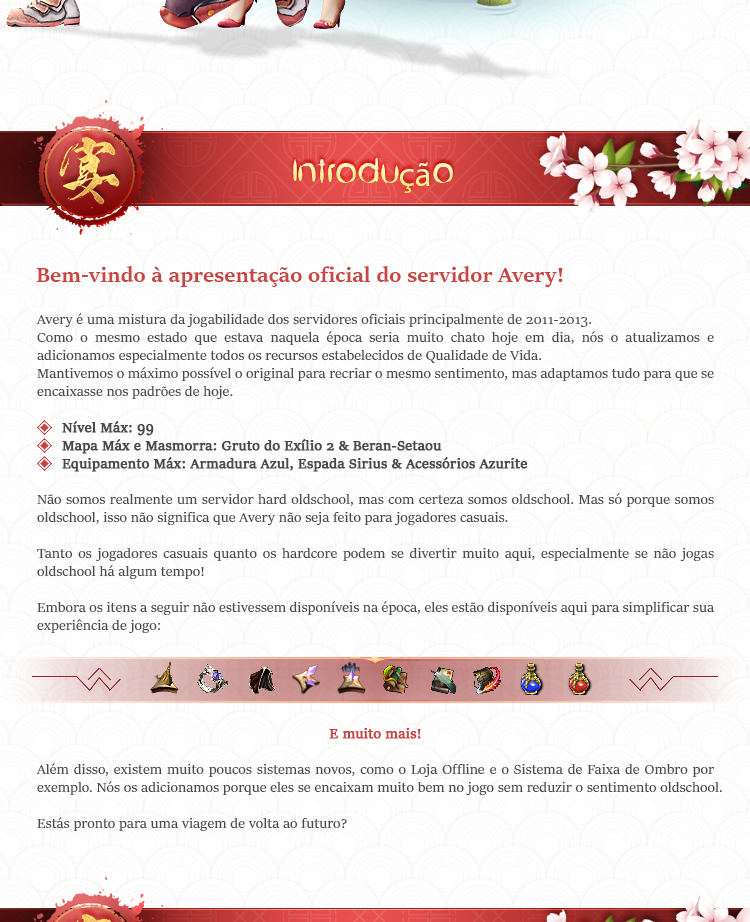 宴
Introdução
Bem-vindo à apresentação oficial do servidor Avery!
Avery é uma mistura da jogabilidade dos servidores oficiais principalmente de 2011-2013.
Como o mesmo estado que estava naquela época seria muito chato hoje em dia, nós o atualizamos e
adicionamos especialmente todos os recursos estabelecidos de Qualidade de Vida.
Mantivemos o máximo possível o original para recriar o mesmo sentimento, mas adaptamos tudo para que se
encaixasse nos padrões de hoje.
Nível Máx: 99
Mapa Máx e Masmorra: Gruto do Exílio 2 & Beran-Setaou
Equipamento Máx: Armadura Azul, Espada Sirius & Acessórios Azurite
Não somos realmente um servidor hard oldschool, mas com certeza somos oldschool. Mas só porque somos
oldschool, isso não significa que Avery não seja feito para jogadores casuais.
Tanto os jogadores casuais quanto os hardcore podem se divertir muito aqui, especialmente se não jogas
oldschool há algum tempo!
Embora os itens a seguir não estivessem disponíveis na época, eles estão disponíveis aqui para simplificar sua
experiência de jogo:
E muito mais!
Além disso, existem muito poucos sistemas novos, como o Loja Offline e o Sistema de Faixa de Ombro por
exemplo. Nós os adicionamos porque eles se encaixam muito bem no jogo sem reduzir o sentimento oldschool.
Estás pronto para uma viagem de volta ao futuro?